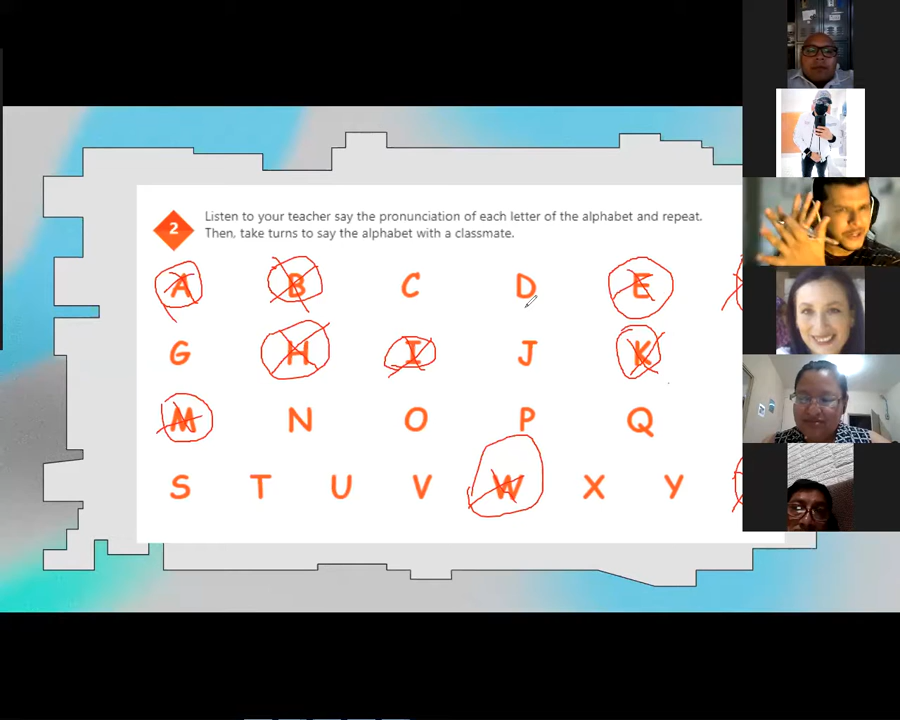 2
Listen to your teacher say the pronunciation of each letter of the alphabet and repeat.
Then, take turns to say the alphabet with a classmate.
A B C D E
G H I J K
M N O P Q
S T U V W X Y